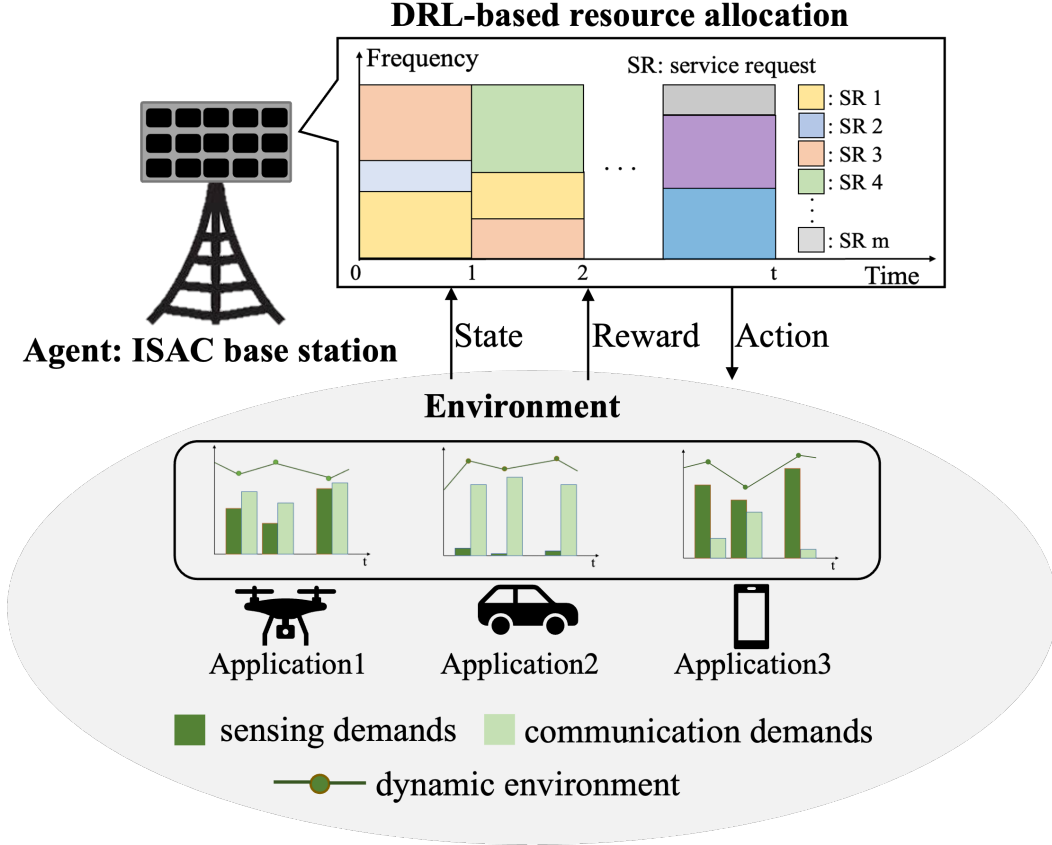 DRL-based resource allocation
Frequency
SR: service request
: SR 1
: SR 2
: SR 3
: SR 4
: SR m
. . .
0 1 2 t Time
Agent: ISAC base station
State
Reward
Action
Environment
t
t
t
Application1
Application2
Application3
sensing demands
communication demands
dynamic environment